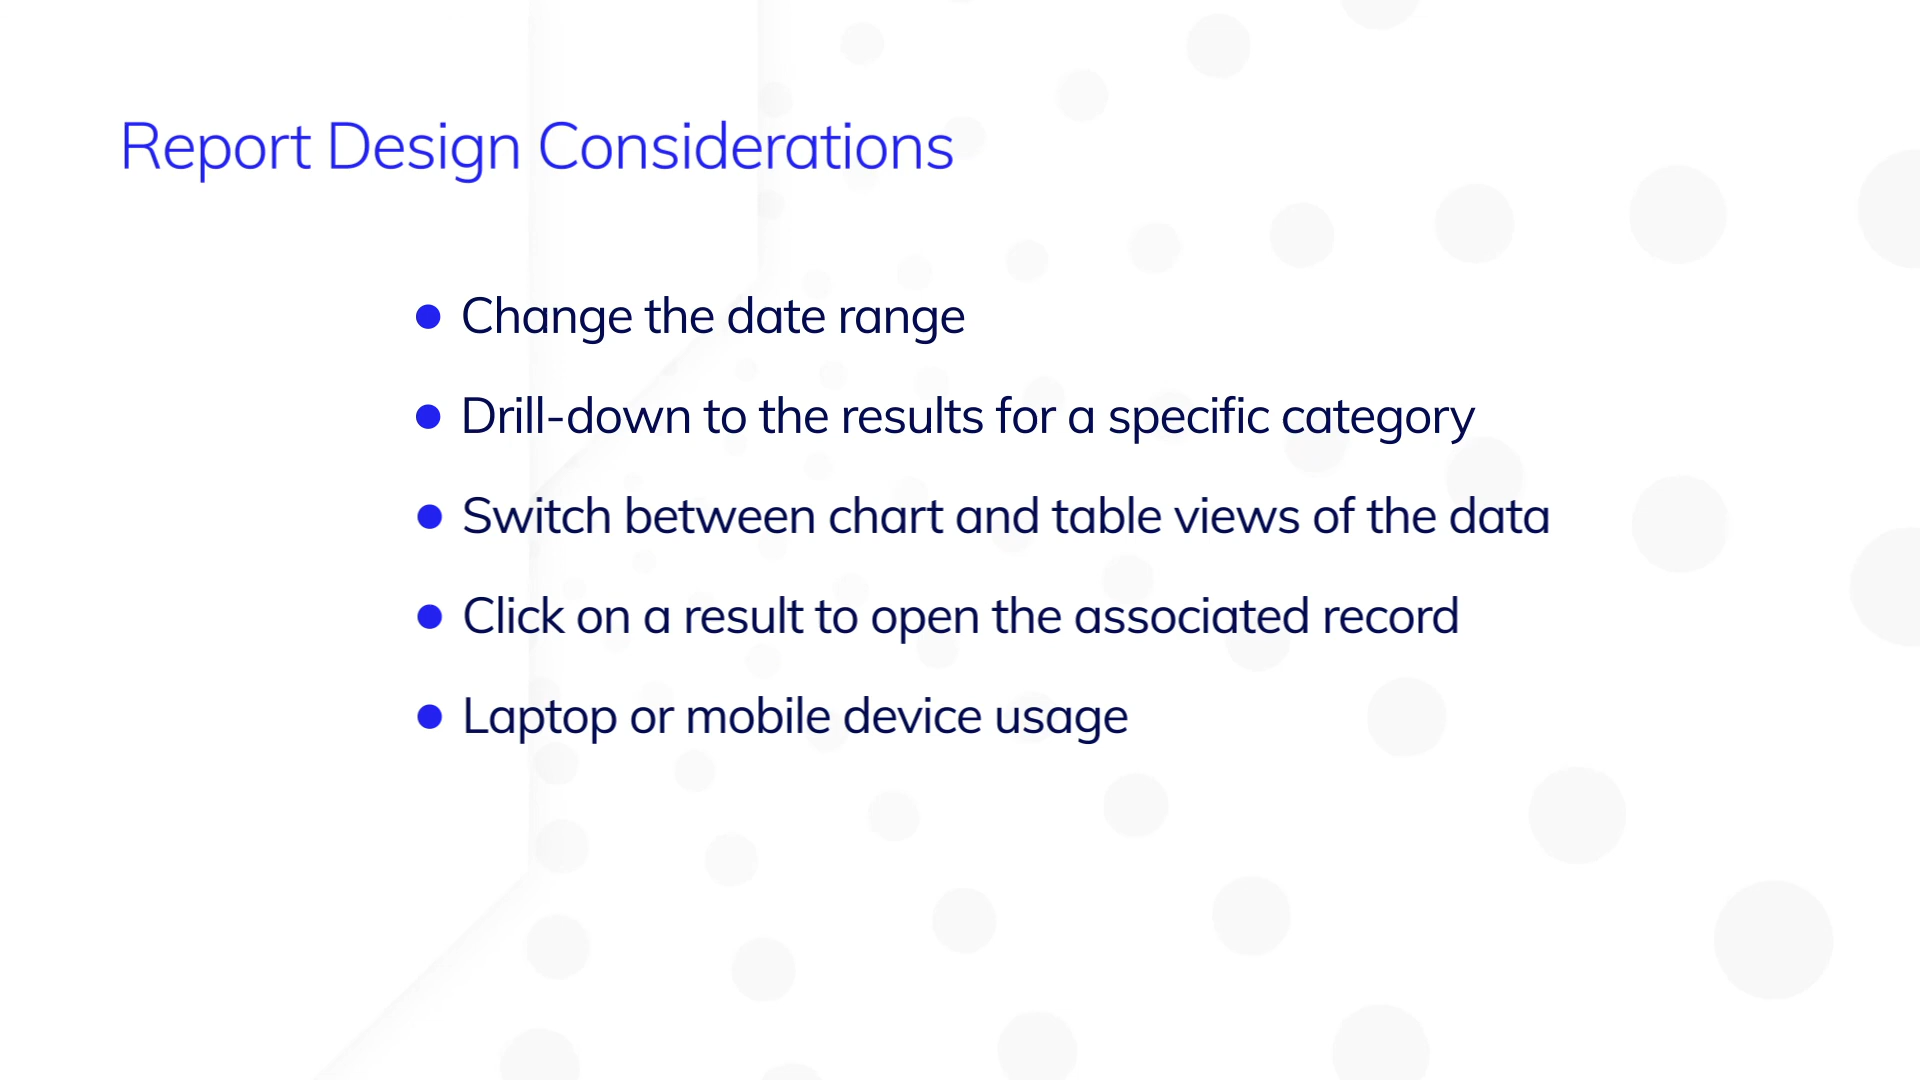 Report Design Considerations
Change the date range
Drill-down to the results for a specific category
Switch between chart and table views of the data
Click on a result to open the associated record
Laptop or mobile device usage